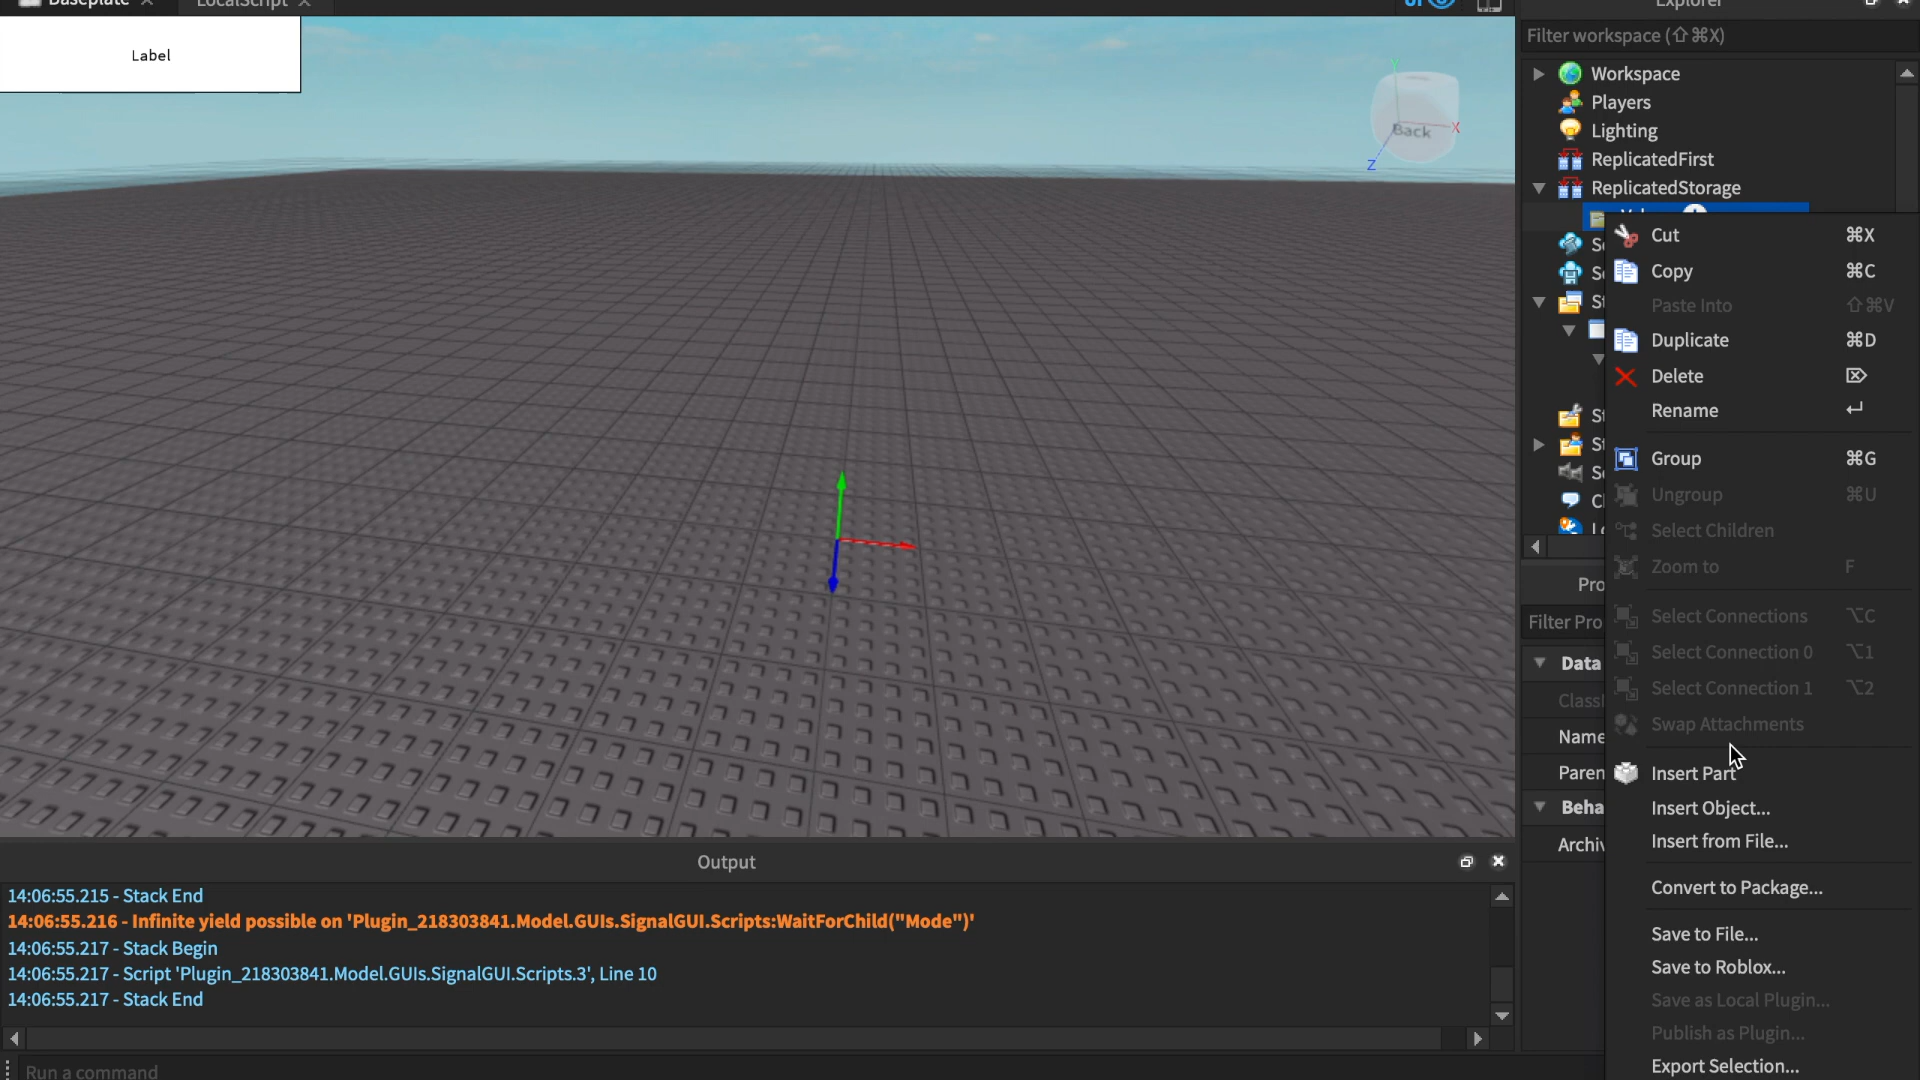 Baseplate
LocalScript
UI
Explorer
Label
Filter workspace (⇧⌘X)
Workspace
Players
Lighting
ReplicatedFirst
ReplicatedStorage
Y
Back
X
Z
Cut ⌘X
Copy ⌘C
Paste Into ⇧⌘V
Duplicate ⌘D
Delete ⌦
Rename ↵
Group ⌘G
Ungroup ⌘U
Select Children
Zoom to F
Select Connections ⌥C
Select Connection 0 ⌥1
Select Connection 1 ⌥2
Swap Attachments
Insert Part
Insert Object...
Insert from File...
Convert to Package...
Save to File...
Save to Roblox...
Save as Local Plugin...
Publish as Plugin...
Export Selection...
Pro
Filter Pro
Data
Class
Name
Paren
Beha
Archiv
Output
14:06:55.215 - Stack End
14:06:55.216 - Infinite yield possible on 'Plugin_218303841.Model.GUIs.SignalGUI.Scripts:WaitForChild("Mode")'
14:06:55.217 - Stack Begin
14:06:55.217 - Script 'Plugin_218303841.Model.GUIs.SignalGUI.Scripts.3', Line 10
14:06:55.217 - Stack End
Run a command